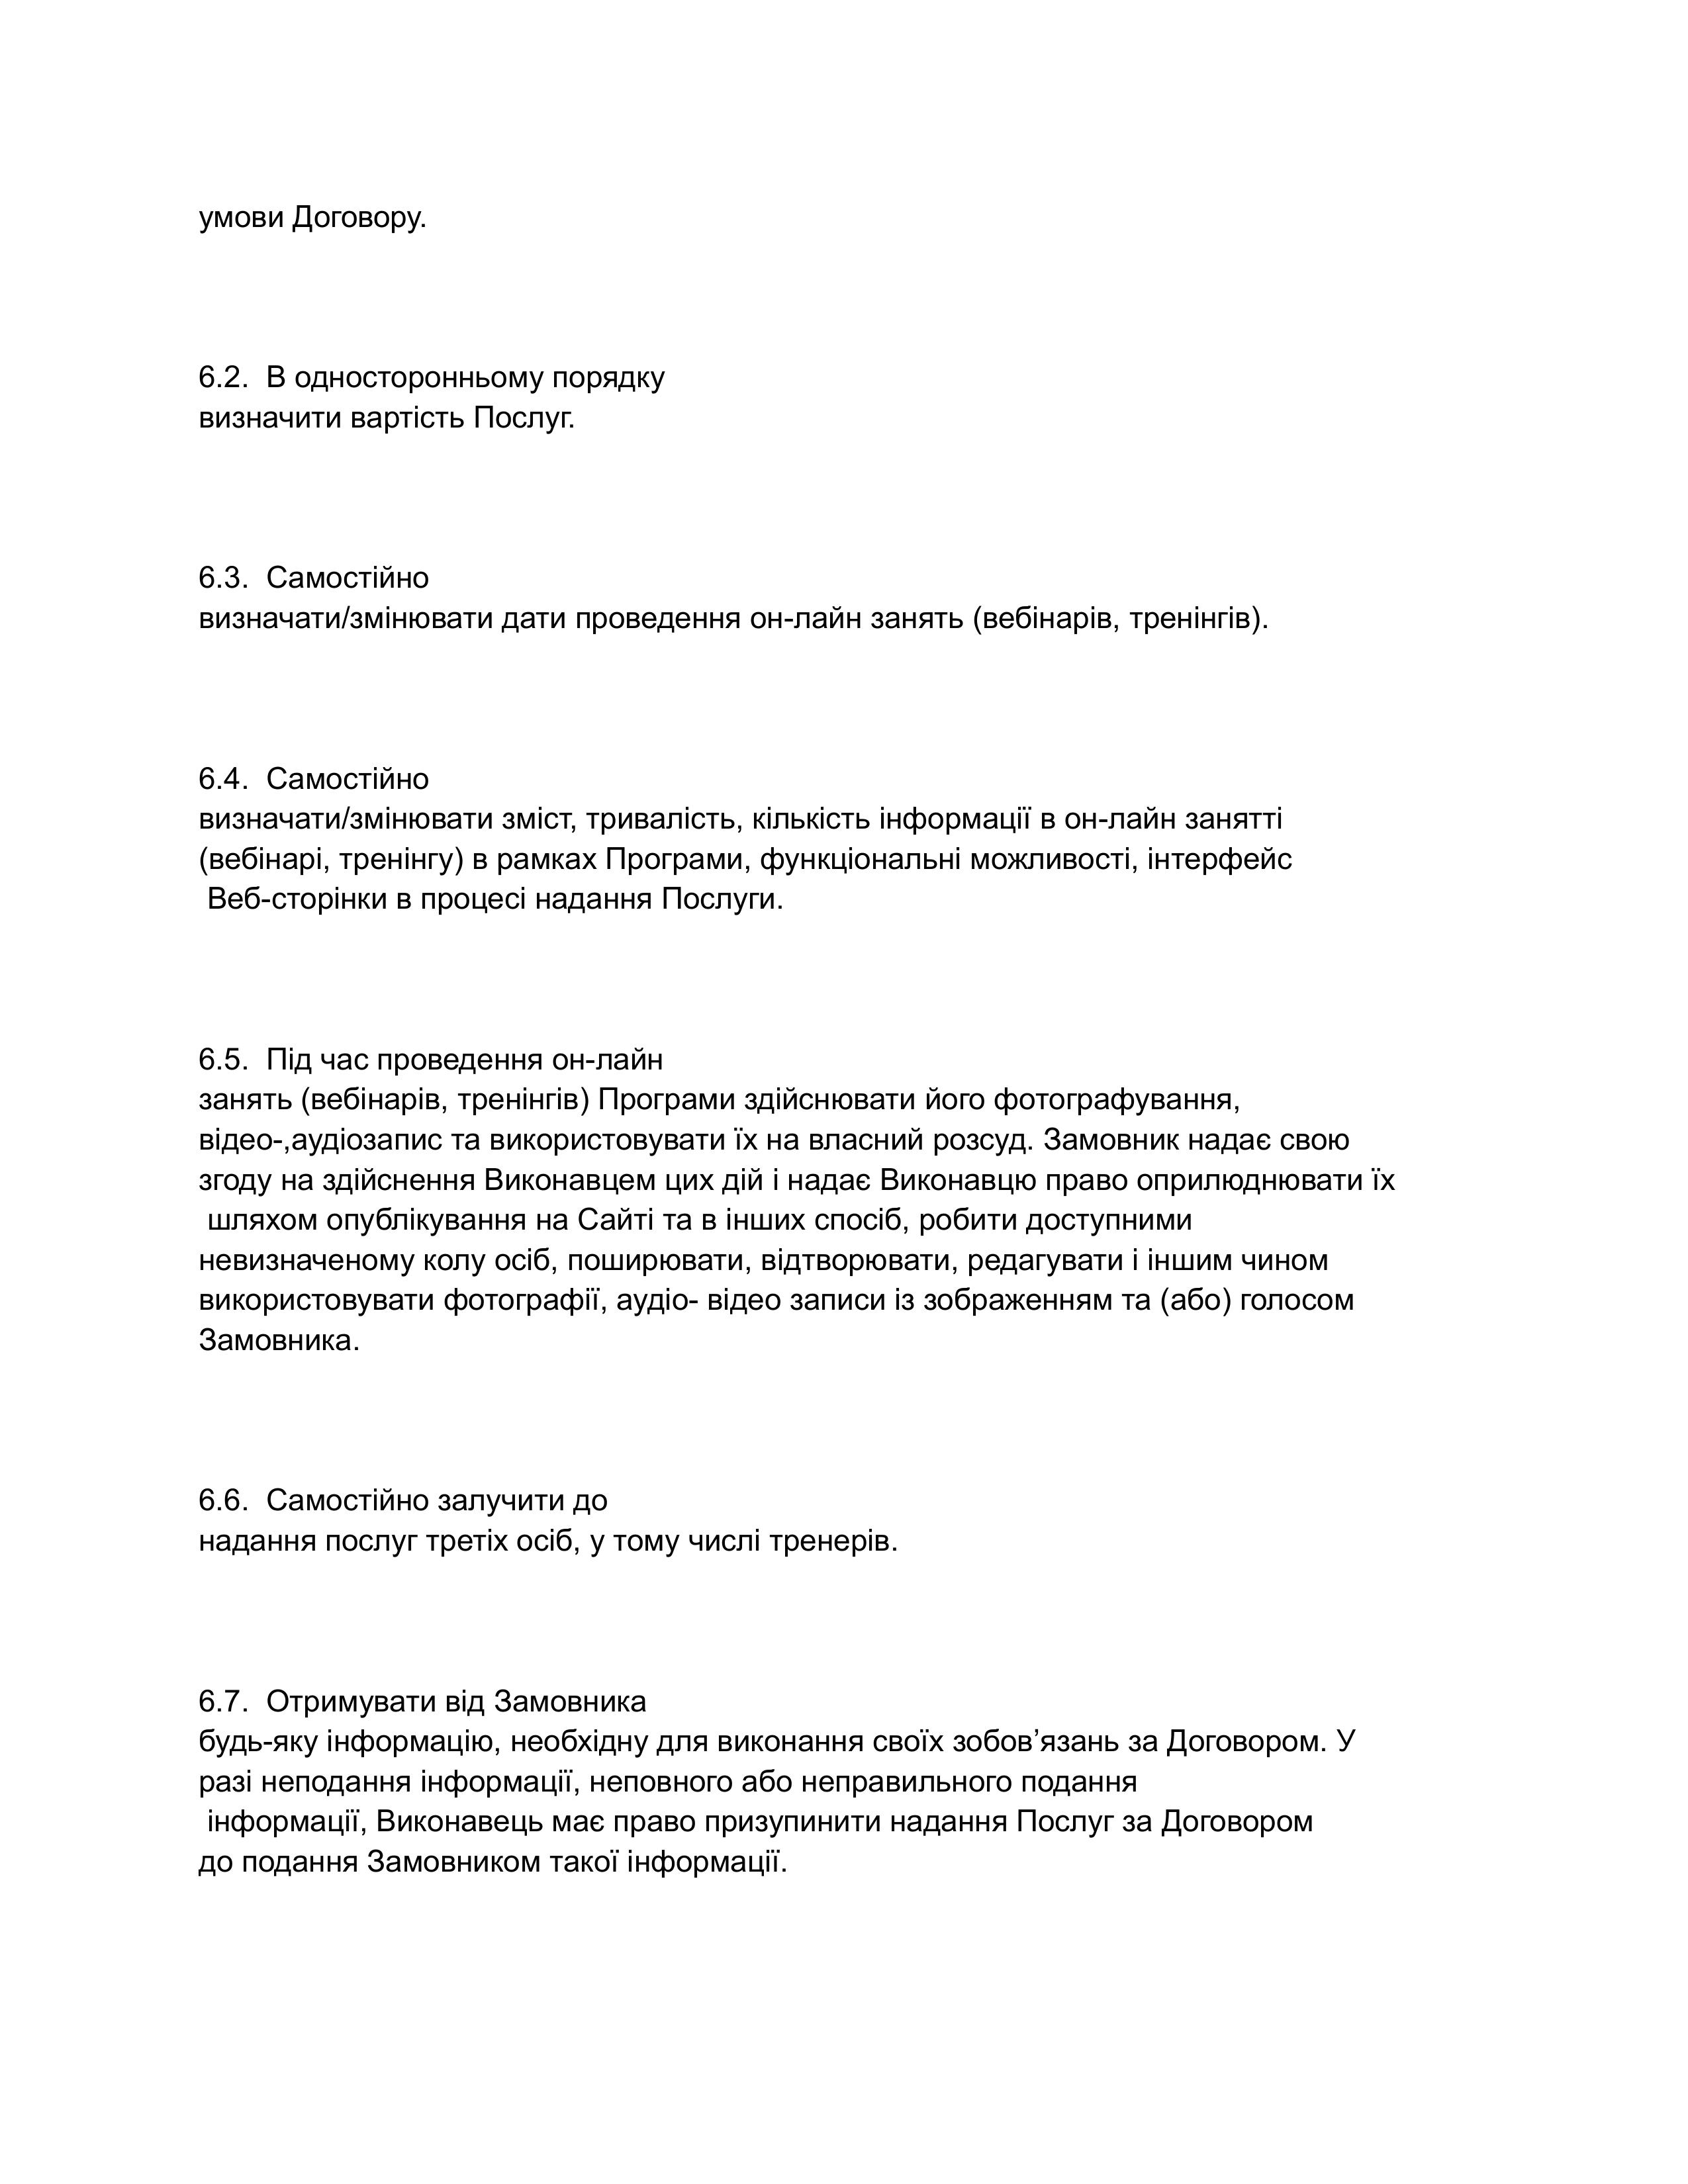 умови Договору.
6.2.  В односторонньому порядку
визначити вартість Послуг.
6.3.  Самостійно
визначати/змінювати дати проведення он-лайн занять (вебінарів, тренінгів).
6.4.  Самостійно
визначати/змінювати зміст, тривалість, кількість інформації в он-лайн занятті
(вебінарі, тренінгу) в рамках Програми, функціональні можливості, інтерфейс
Веб-сторінки в процесі надання Послуги.
6.5.  Під час проведення он-лайн
занять (вебінарів, тренінгів) Програми здійснювати його фотографування,
відео-,аудіозапис та використовувати їх на власний розсуд. Замовник надає свою
згоду на здійснення Виконавцем цих дій і надає Виконавцю право оприлюднювати їх
шляхом опублікування на Сайті та в інших спосіб, робити доступними
невизначеному колу осіб, поширювати, відтворювати, редагувати і іншим чином
використовувати фотографії, аудіо- відео записи із зображенням та (або) голосом
Замовника.
6.6.  Самостійно залучити до
надання послуг третіх осіб, у тому числі тренерів.
6.7.  Отримувати від Замовника
будь-яку інформацію, необхідну для виконання своїх зобов’язань за Договором. У
разі неподання інформації, неповного або неправильного подання
інформації, Виконавець має право призупинити надання Послуг за Договором
до подання Замовником такої інформації.